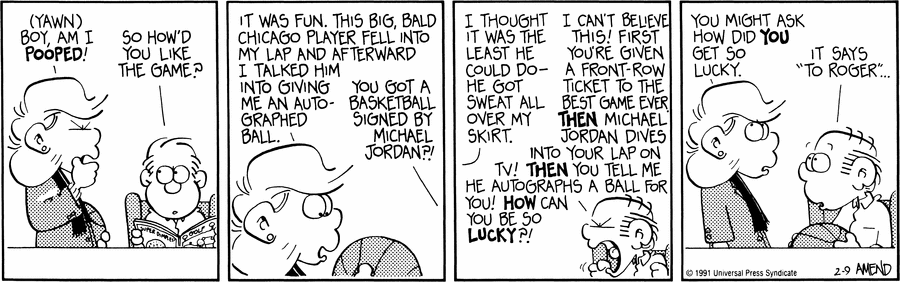 (YAWN)
BOY, AM I
POOPED!
SO HOW'D
YOU LIKE
THE GAME?
GOLF
IT WAS FUN. THIS BIG, BALD
CHICAGO PLAYER FELL INTO
MY LAP AND AFTERWARD
I TALKED HIM
INTO GIVING
ME AN AUTO-
GRAPHED
BALL.
YOU GOT A
BASKETBALL
SIGNED BY
MICHAEL
JORDAN?!
I THOUGHT
IT WAS THE
LEAST HE
COULD DO—
HE GOT
SWEAT ALL
OVER MY
SKIRT.
I CAN'T BELIEVE
THIS! FIRST
YOU'RE GIVEN
A FRONT-ROW
TICKET TO THE
BEST GAME EVER.
THEN MICHAEL
JORDAN DIVES
INTO YOUR LAP ON
TV! THEN YOU TELL ME
HE AUTOGRAPHS A BALL FOR
YOU! HOW CAN
YOU BE SO
LUCKY?!
YOU MIGHT ASK
HOW DID YOU
GET SO
LUCKY.
IT SAYS
"TO ROGER"...
© 1991 Universal Press Syndicate
2-9 AMEND